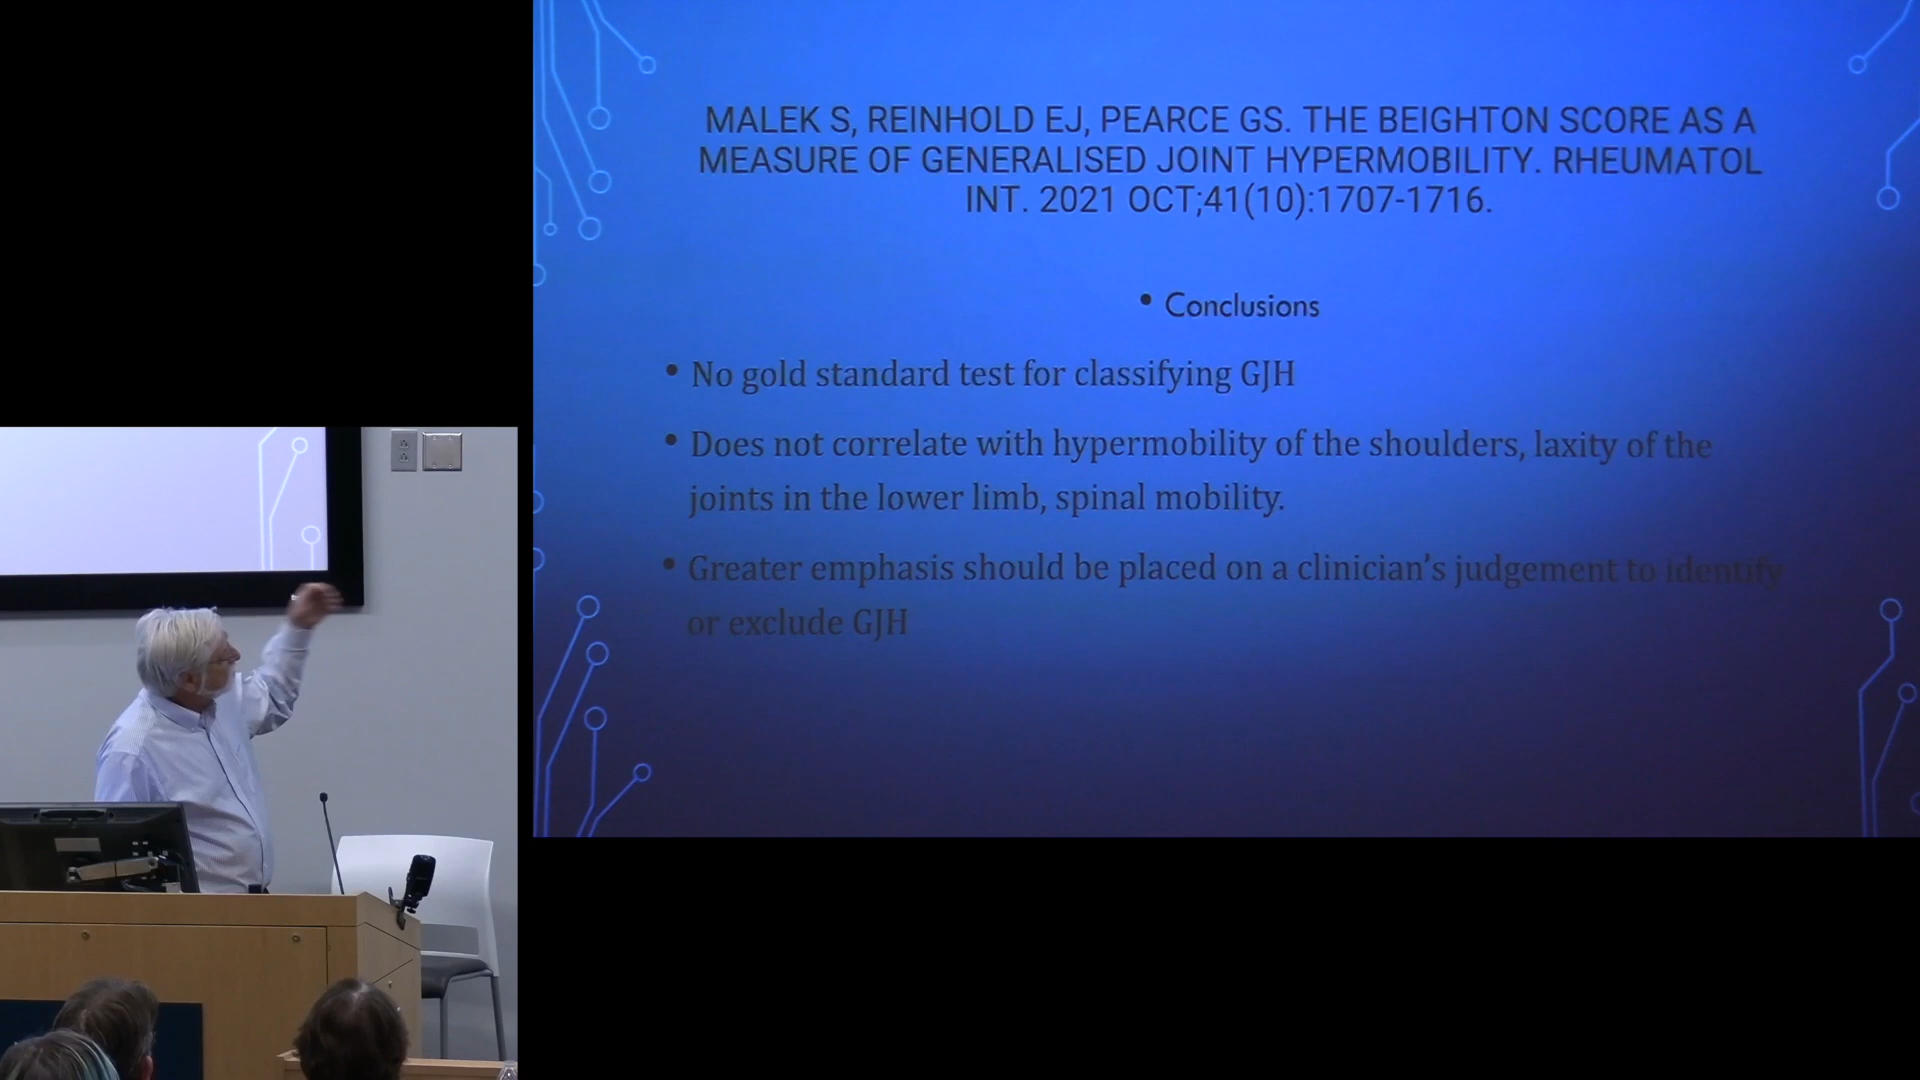 MALEK S, REINHOLD EJ, PEARCE GS. THE BEIGHTON SCORE AS A
MEASURE OF GENERALISED JOINT HYPERMOBILITY. RHEUMATOL
INT. 2021 OCT;41(10):1707-1716.
• Conclusions
• No gold standard test for classifying GJH
• Does not correlate with hypermobility of the shoulders, laxity of the
joints in the lower limb, spinal mobility.
• Greater emphasis should be placed on a clinician’s judgement to identify
or exclude GJH